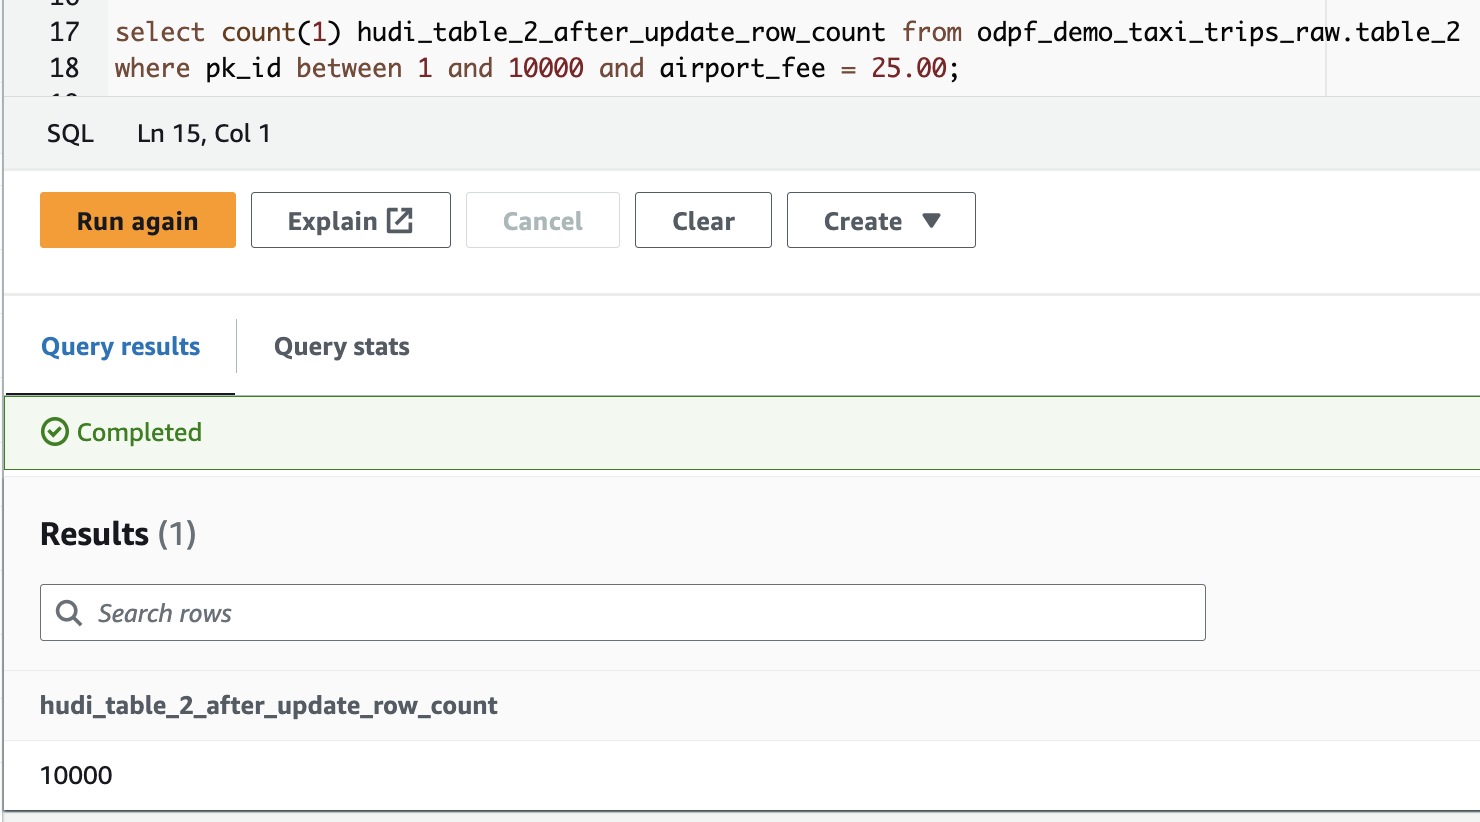 17 select count(1) hudi_table_2_after_update_row_count from odpf_demo_taxi_trips_raw.table_2
18 where pk_id between 1 and 10000 and airport_fee = 25.00;
SQL Ln 15, Col 1
Run again Explain Cancel Clear Create
Query results Query stats
Completed
Results (1)
Search rows
hudi_table_2_after_update_row_count
10000